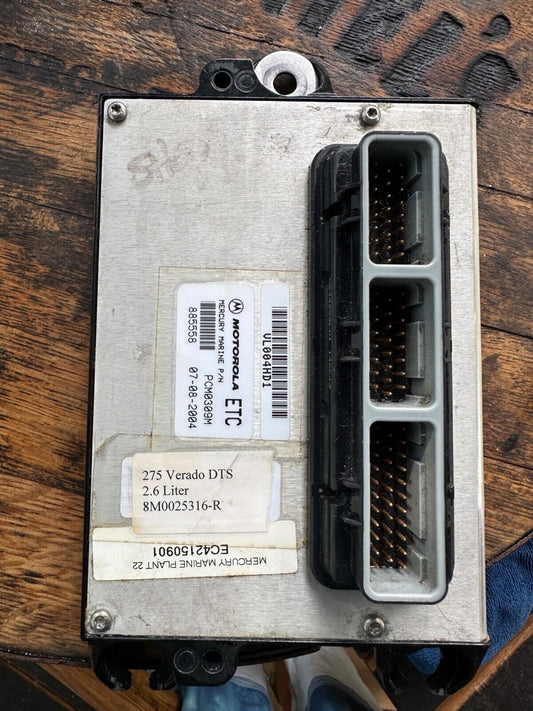 MOTOROLA
MERCURY MARINE P/N
885558
ETC
PCM0309M
07-08-2004
VL004HD1
275 Verado DTS
2.6 Liter
8M0025316-R
MERCURY MARINE PLANT 22
EC42150901